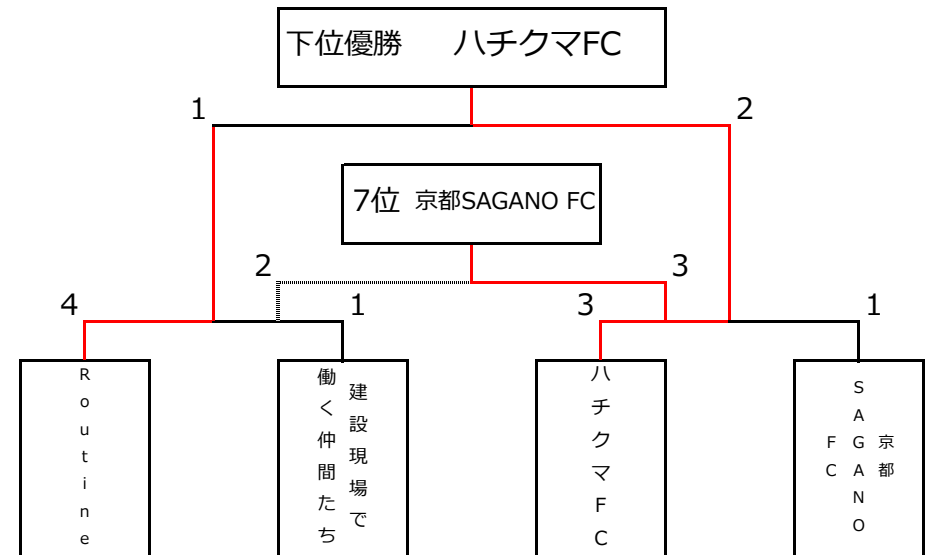 下位優勝 ハチクマFC
1
2
7位 京都SAGANO FC
2
3
4
1
3
1
Routine
建設現場で
働く仲間たち
ハチクマFC
京都
SAGANO
FC